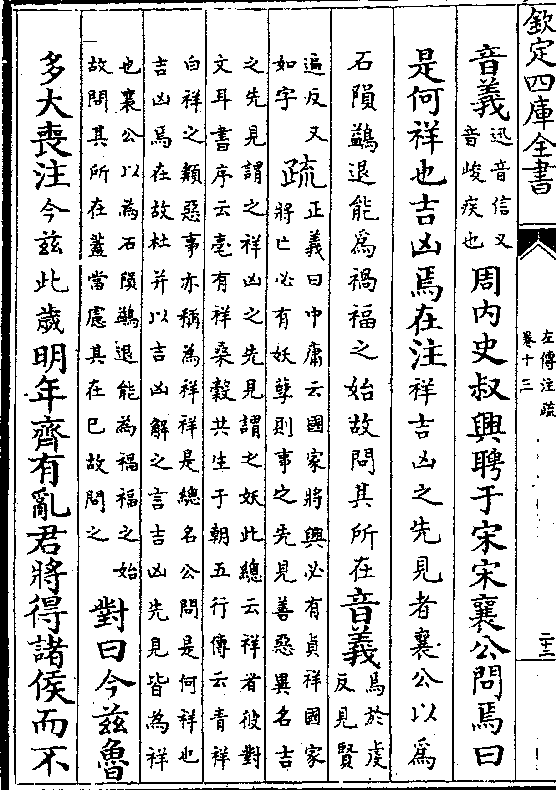 欽定四庫全書
左傳注疏
卷十三
二十三
音義
迅音信又
音峻疾也
周内史叔興聘于宋宋襄公問焉曰
是何祥也吉凶焉在注祥吉凶之先見者襄公以爲
石隕鷁退能爲禍福之始故問其所在音義
焉於虔
反見賢
遍反又
如字
疏
正義曰中庸云國家將興必有貞祥國家
將亡必有妖孽則事之先見善惡異名吉
之先見謂之祥凶之先見謂之妖此總云祥者彼對
文耳書序云亳有祥桑榖共生于朝五行傳云青祥
白祥之類惡事亦稱為祥祥是總名公問是何祥也
吉凶焉在故杜并以吉凶解之言吉凶先見皆為祥
也襄公以為石隕鷁退能為禍福之始
故問其所在蓋當慮其在已故問之
對曰今茲魯
多大喪注今茲此歲明年齊有亂君將得諸侯而不